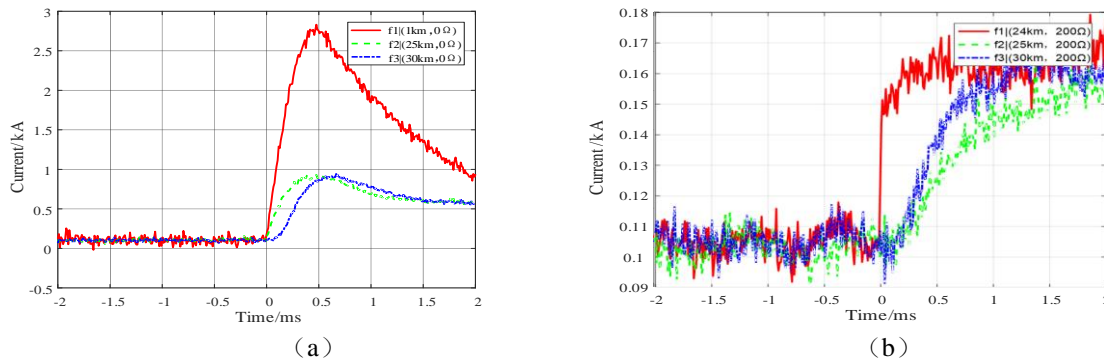 3
2.5
2
1.5
1
0.5
0
-0.5
Current/kA
f1|(1km,0Ω)
f2|(25km,0Ω)
f3|(30km,0Ω)
-2 -1.5 -1 -0.5 0 0.5 1 1.5 2
Time/ms
(a)
0.18
0.17
0.16
0.15
0.14
0.13
0.12
0.11
0.1
0.09
Current/kA
f1|(24km, 200Ω)
f2|(25km, 200Ω)
f3|(30km, 200Ω)
-2 -1.5 -1 -0.5 0 0.5 1 1.5 2
Time/ms
(b)